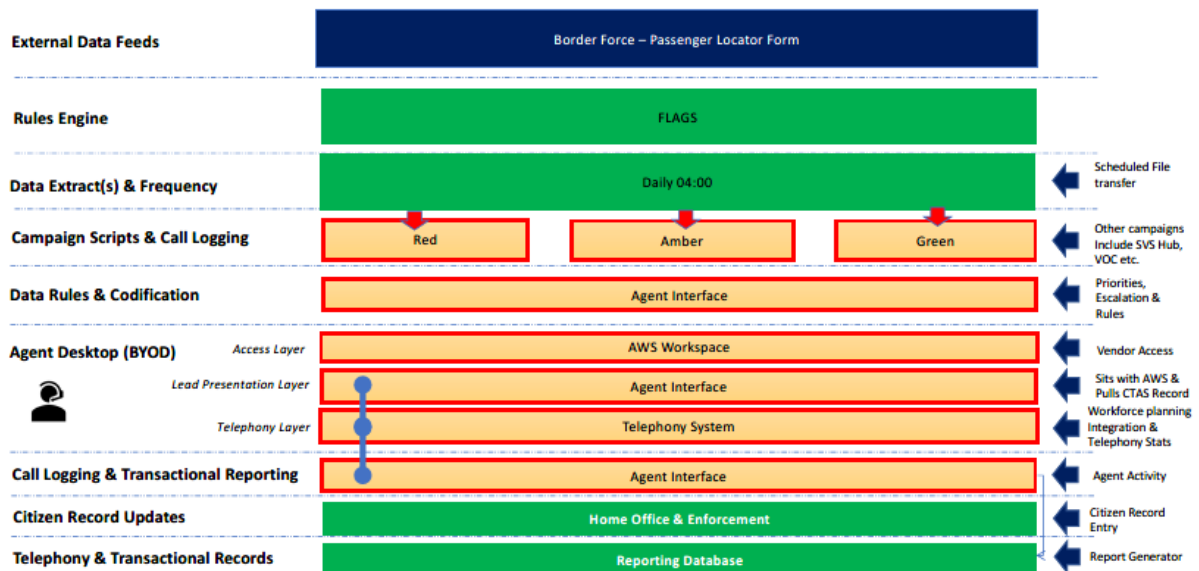 External Data Feeds
Border Force – Passenger Locator Form
Rules Engine
FLAGS
Data Extract(s) & Frequency
Daily 04:00
Scheduled File
transfer
Campaign Scripts & Call Logging
Red
Amber
Green
Other campaigns
Include SVS Hub,
VOC etc.
Data Rules & Codification
Agent Interface
Priorities,
Escalation &
Rules
Agent Desktop (BYOD)
Access Layer
AWS Workspace
Vendor Access
Lead Presentation Layer
Agent Interface
Sits with AWS &
Pulls CTAS Record
Telephony Layer
Telephony System
Workforce planning
Integration &
Telephony Stats
Call Logging & Transactional Reporting
Agent Interface
Agent Activity
Citizen Record Updates
Home Office & Enforcement
Citizen Record
Entry
Telephony & Transactional Records
Reporting Database
Report Generator